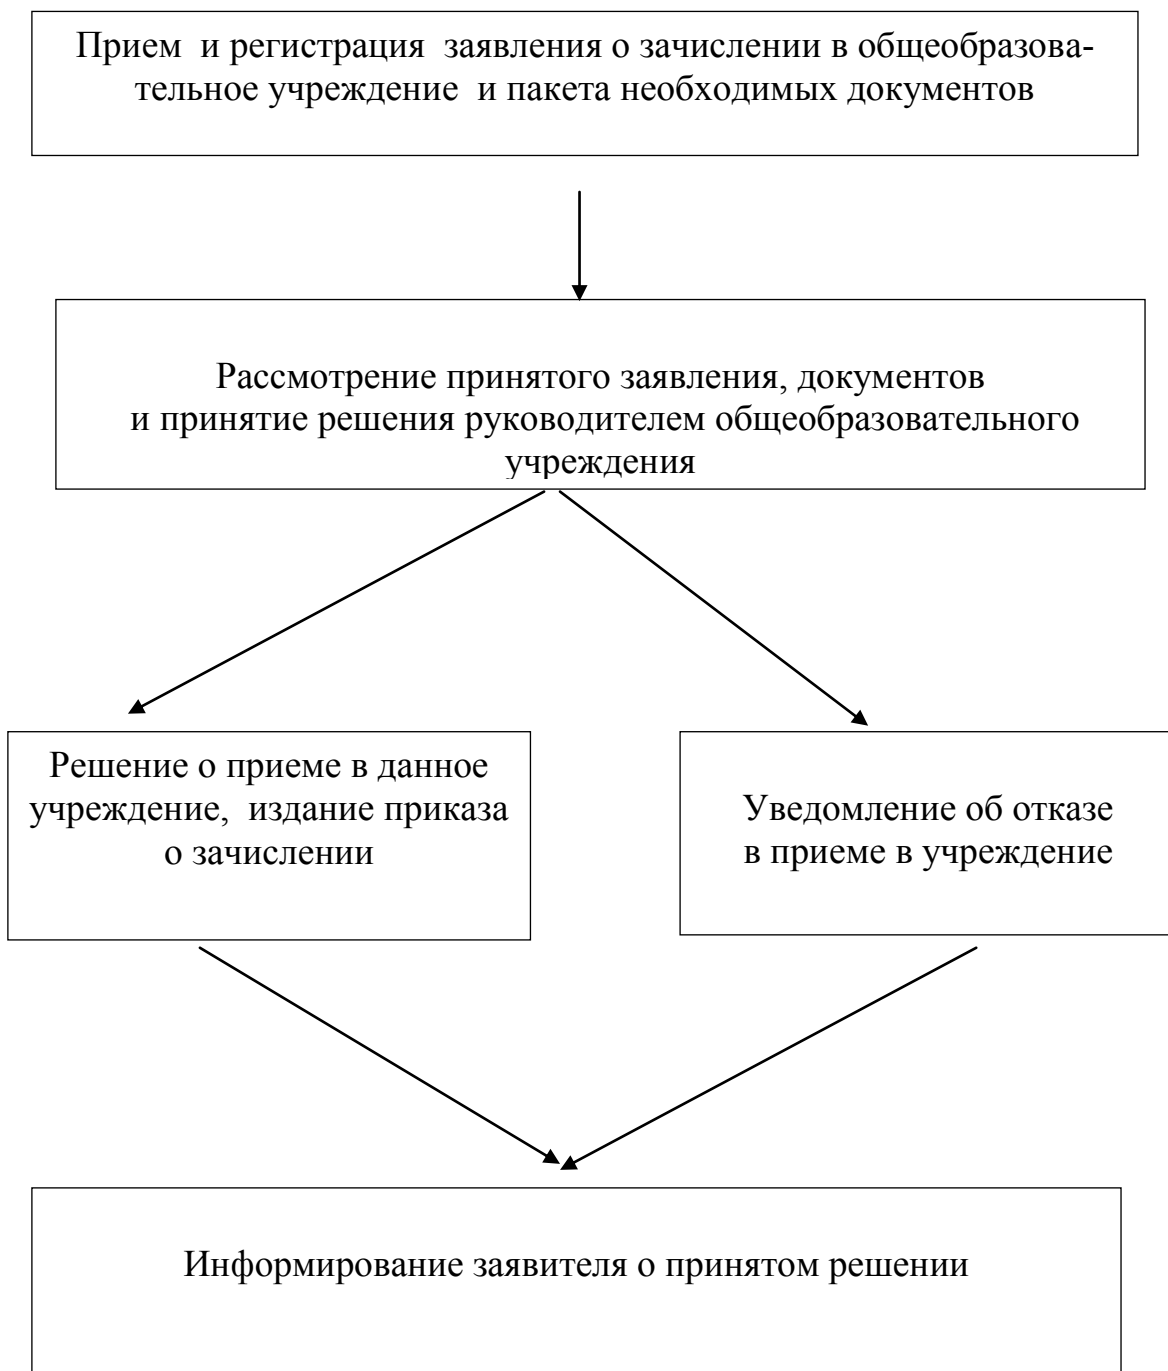 Прием  и регистрация  заявления о зачислении в общеобразова-
тельное учреждение  и пакета необходимых документов
Рассмотрение принятого заявления, документов
и принятие решения руководителем общеобразовательного
учреждения
Решение о приеме в данное
учреждение,  издание приказа
о зачислении
Уведомление об отказе
в приеме в учреждение
Информирование заявителя о принятом решении